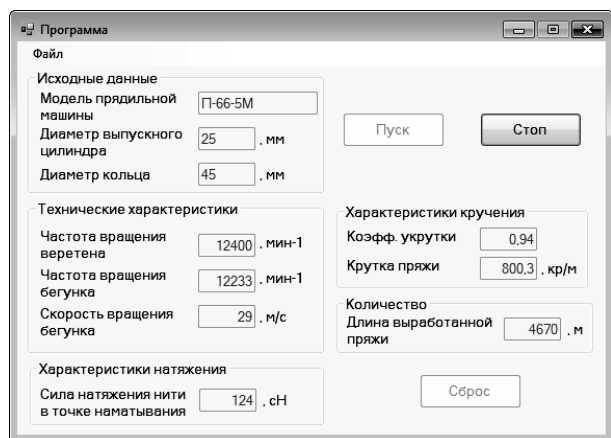 Программа
Файл
Исходные данные
Модель прядильной
машины
П-66-5М
Диаметр выпускного
цилиндра
25 , мм
Диаметр кольца 45 , мм
Пуск
Стоп
Технические характеристики
Частота вращения
веретена
12400 , мин-1
Частота вращения
бегунка
12233 , мин-1
Скорость вращения
бегунка
29 , м/с
Характеристики кручения
Коэфф. укрутки 0,94
Крутка пряжи 800,3 , кр/м
Количество
Длина выработанной
пряжи
4670 , м
Характеристики натяжения
Сила натяжения нити
в точке наматывания
124 , сН
Сброс